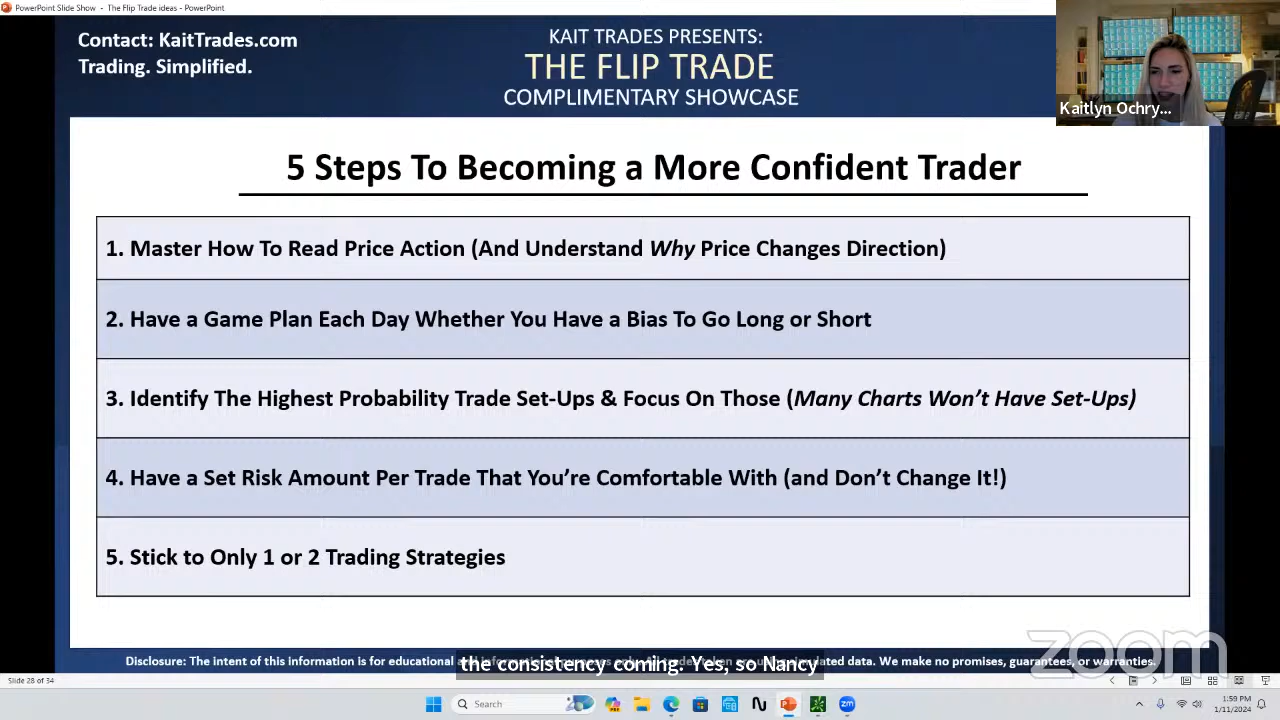 PowerPoint Slide Show - The Flip Trade ideas - PowerPoint
Contact: KaitTrades.com
Trading. Simplified.
KAIT TRADES PRESENTS:
THE FLIP TRADE
COMPLIMENTARY SHOWCASE
Kaitlyn Ochry...
5 Steps To Becoming a More Confident Trader
1. Master How To Read Price Action (And Understand Why Price Changes Direction)
2. Have a Game Plan Each Day Whether You Have a Bias To Go Long or Short
3. Identify The Highest Probability Trade Set-Ups & Focus On Those (Many Charts Won't Have Set-Ups)
4. Have a Set Risk Amount Per Trade That You're Comfortable With (and Don't Change It!)
5. Stick to Only 1 or 2 Trading Strategies
zoom
Disclosure: The intent of this information is for educational data. We make no promises, guarantees, or warranties.
the consistency coming. Yes, so Nancy
Slide 28 of 34
Search
1:59 PM
1/11/2024